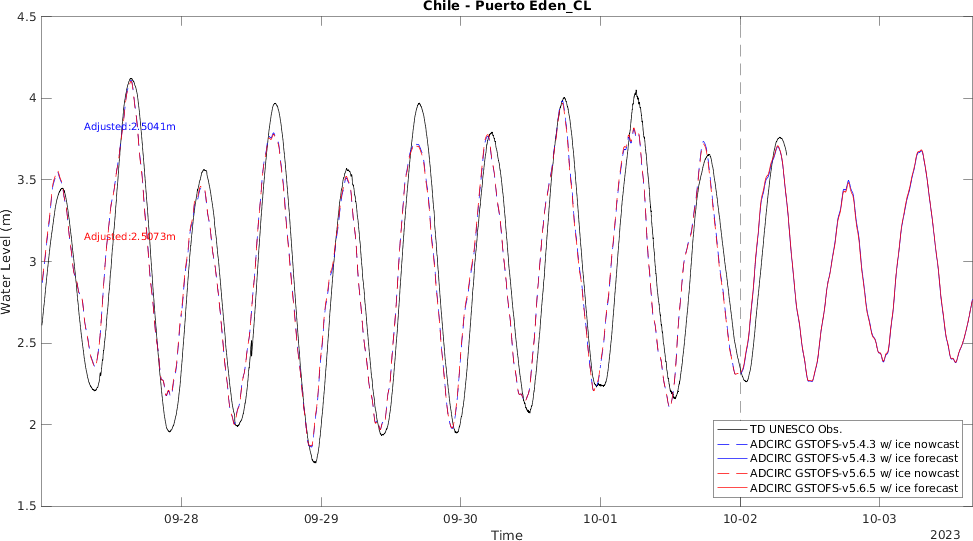 Chile - Puerto Eden_CL
4.5
4
3.5
3
2.5
2
1.5
Water Level (m)
Adjusted:2.5041m
Adjusted:2.5073m
TD UNESCO Obs.
ADCIRC GSTOFS-v5.4.3 w/ ice nowcast
ADCIRC GSTOFS-v5.4.3 w/ ice forecast
ADCIRC GSTOFS-v5.6.5 w/ ice nowcast
ADCIRC GSTOFS-v5.6.5 w/ ice forecast
09-28 09-29 09-30 10-01 10-02 10-03
Time
2023